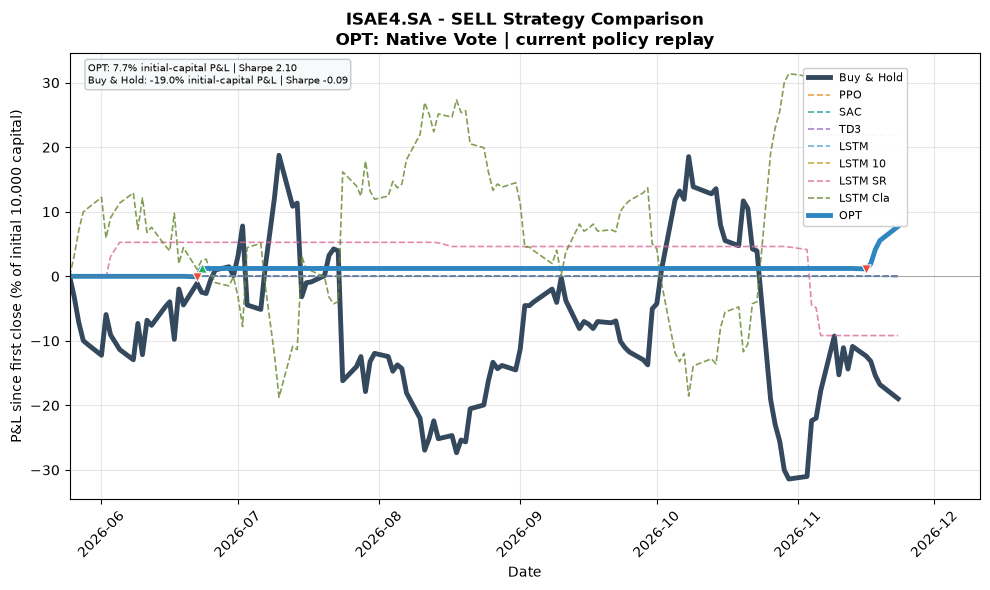 ISAE4.SA - SELL Strategy Comparison
OPT: Native Vote | current policy replay
OPT: 7.7% initial-capital P&L | Sharpe 2.10
Buy & Hold: -19.0% initial-capital P&L | Sharpe -0.09
Buy & Hold
PPO
SAC
TD3
LSTM
LSTM 10
LSTM SR
LSTM Cla
OPT
P&L since first close (% of initial 10,000 capital)
30
20
10
0
−10
−20
−30
2026-06
2026-07
2026-08
2026-09
2026-10
2026-11
2026-12
Date